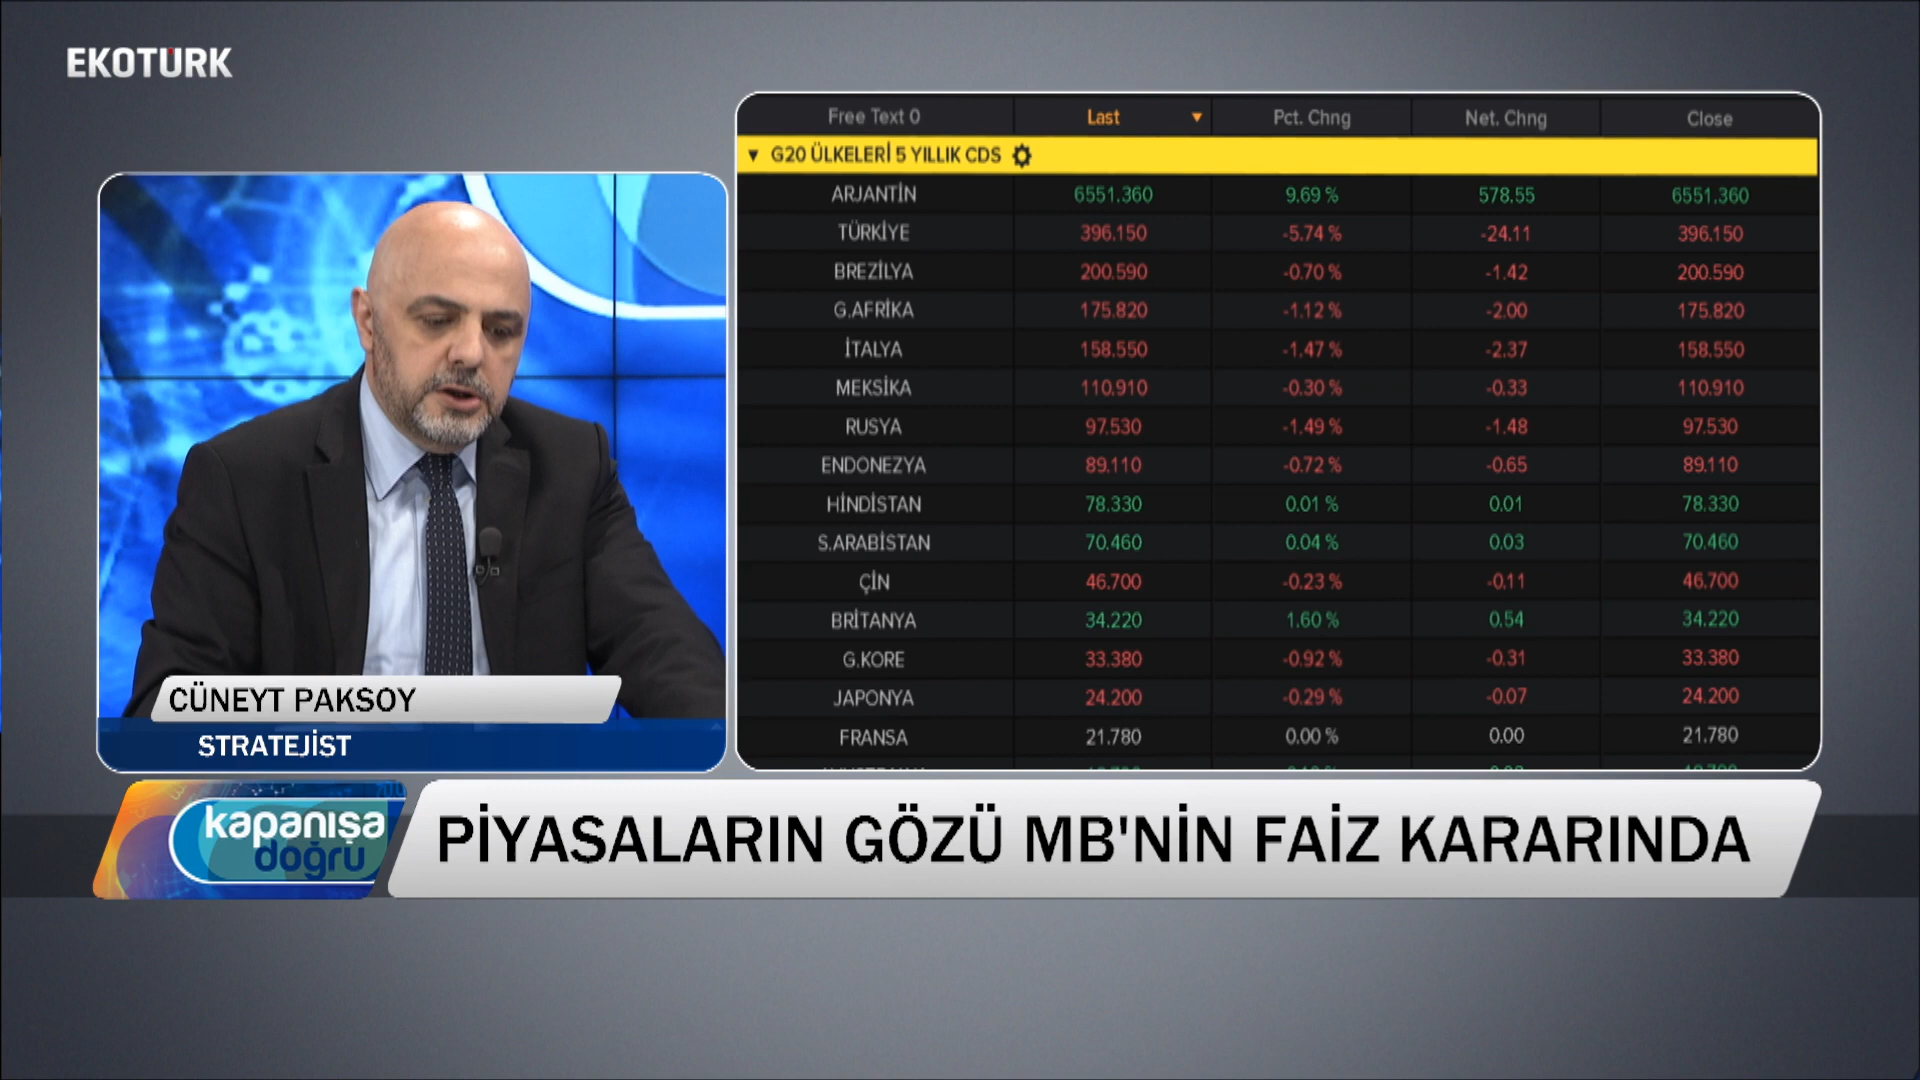 EKOTÜRK
Free Text 0 Last Pct. Chng Net. Chng Close
G20 ÜLKELERİ 5 YILLIK CDS
ARJANTİN 6551.360 9.69 % 578.55 6551.360
TÜRKİYE 396.150 -5.74 % -24.11 396.150
BREZİLYA 200.590 -0.70 % -1.42 200.590
G.AFRİKA 175.820 -1.12 % -2.00 175.820
İTALYA 158.550 -1.47 % -2.37 158.550
MEKSİKA 110.910 -0.30 % -0.33 110.910
RUSYA 97.530 -1.49 % -1.48 97.530
ENDONEZYA 89.110 -0.72 % -0.65 89.110
HİNDİSTAN 78.330 0.01 % 0.01 78.330
S.ARABİSTAN 70.460 0.04 % 0.03 70.460
ÇİN 46.700 -0.23 % -0.11 46.700
BRİTANYA 34.220 1.60 % 0.54 34.220
G.KORE 33.380 -0.92 % -0.31 33.380
JAPONYA 24.200 -0.29 % -0.07 24.200
FRANSA 21.780 0.00 % 0.00 21.780
CÜNEYT PAKSOY
STRATEJİST
kapanışa
doğru
PİYASALARIN GÖZÜ MB'NİN FAİZ KARARINDA